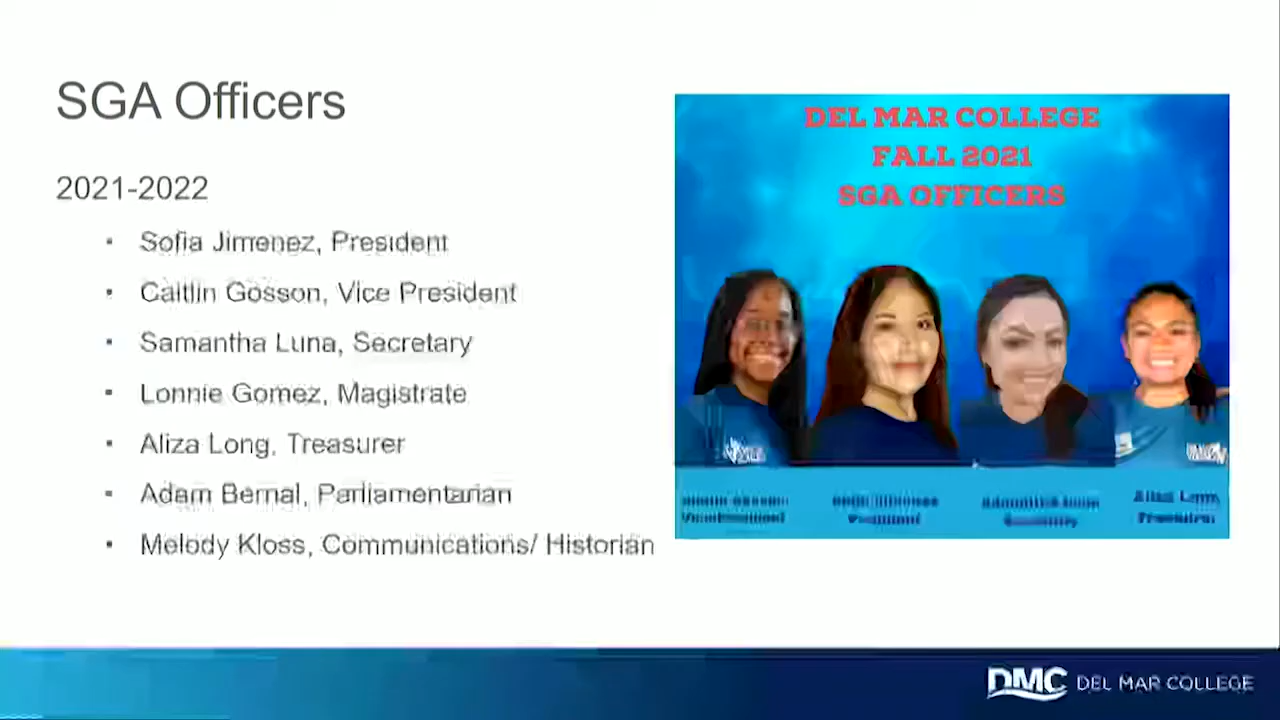 SGA Officers
2021-2022
Sofia Jimenez, President
Caitlin Gosson, Vice President
Samantha Luna, Secretary
Lonnie Gomez, Magistrate
Aliza Long, Treasurer
Adam Bernal, Parliamentarian
Melody Kloss, Communications/ Historian
DEL MAR COLLEGE
FALL 2021
SGA OFFICERS
DMC DEL MAR COLLEGE